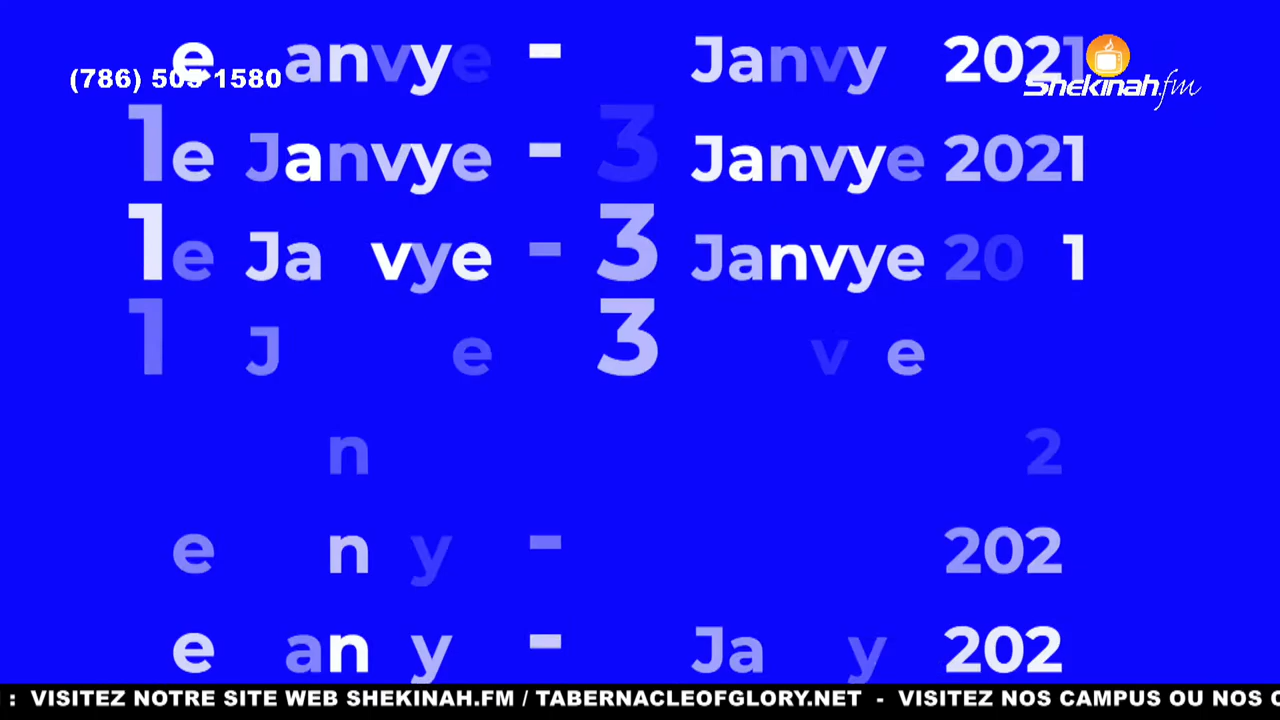 e anvye - Janvy 2021
(786) 505 1580
Shekinah.fm
1e Janvye - 3 Janvye 2021
1e Ja vye - 3 Janvye 20 1
1 J e 3 v e
n 2
e n y - 202
e an y - Ja y 202
: VISITEZ NOTRE SITE WEB SHEKINAH.FM / TABERNACLEOFGLORY.NET - VISITEZ NOS CAMPUS OU NOS